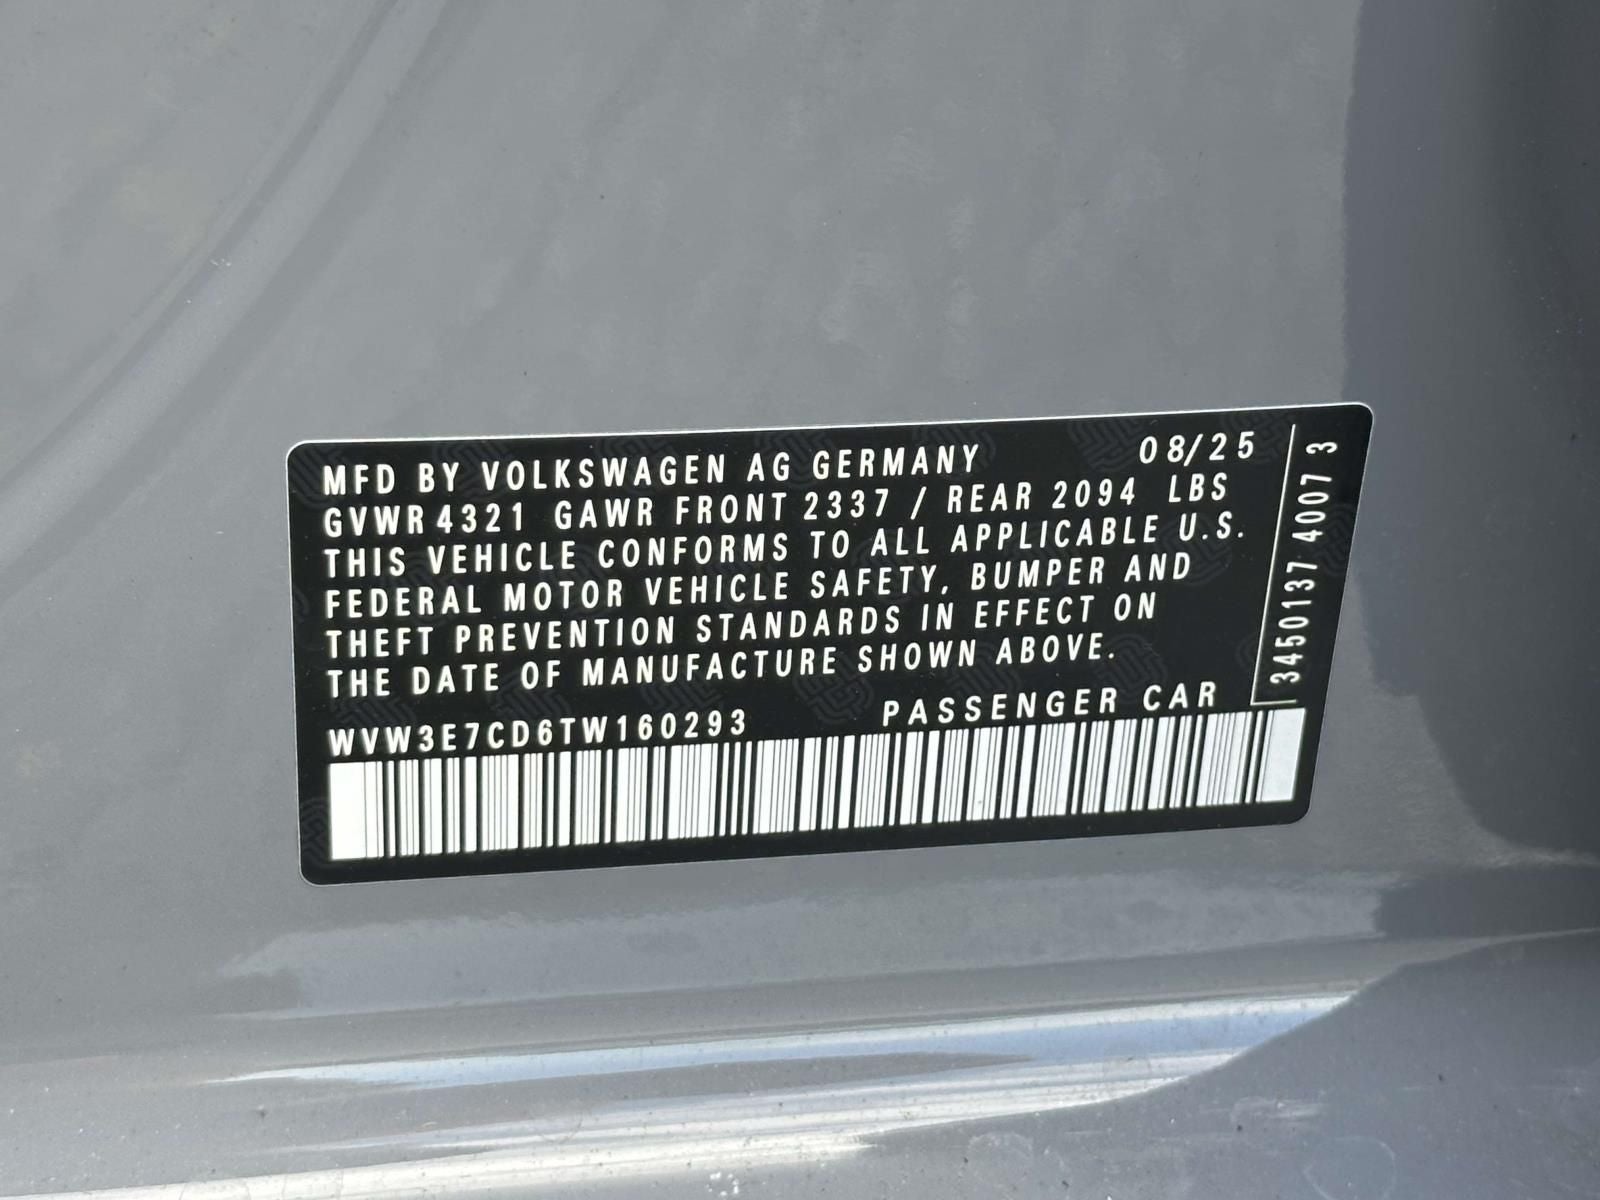 MFD BY VOLKSWAGEN AG GERMANY 08/25
GVWR 4321 GAWR FRONT 2337 / REAR 2094 LBS
THIS VEHICLE CONFORMS TO ALL APPLICABLE U.S.
FEDERAL MOTOR VEHICLE SAFETY, BUMPER AND
THEFT PREVENTION STANDARDS IN EFFECT ON
THE DATE OF MANUFACTURE SHOWN ABOVE.
WVW3E7CD6TW160293 PASSENGER CAR
3450137 4007 3